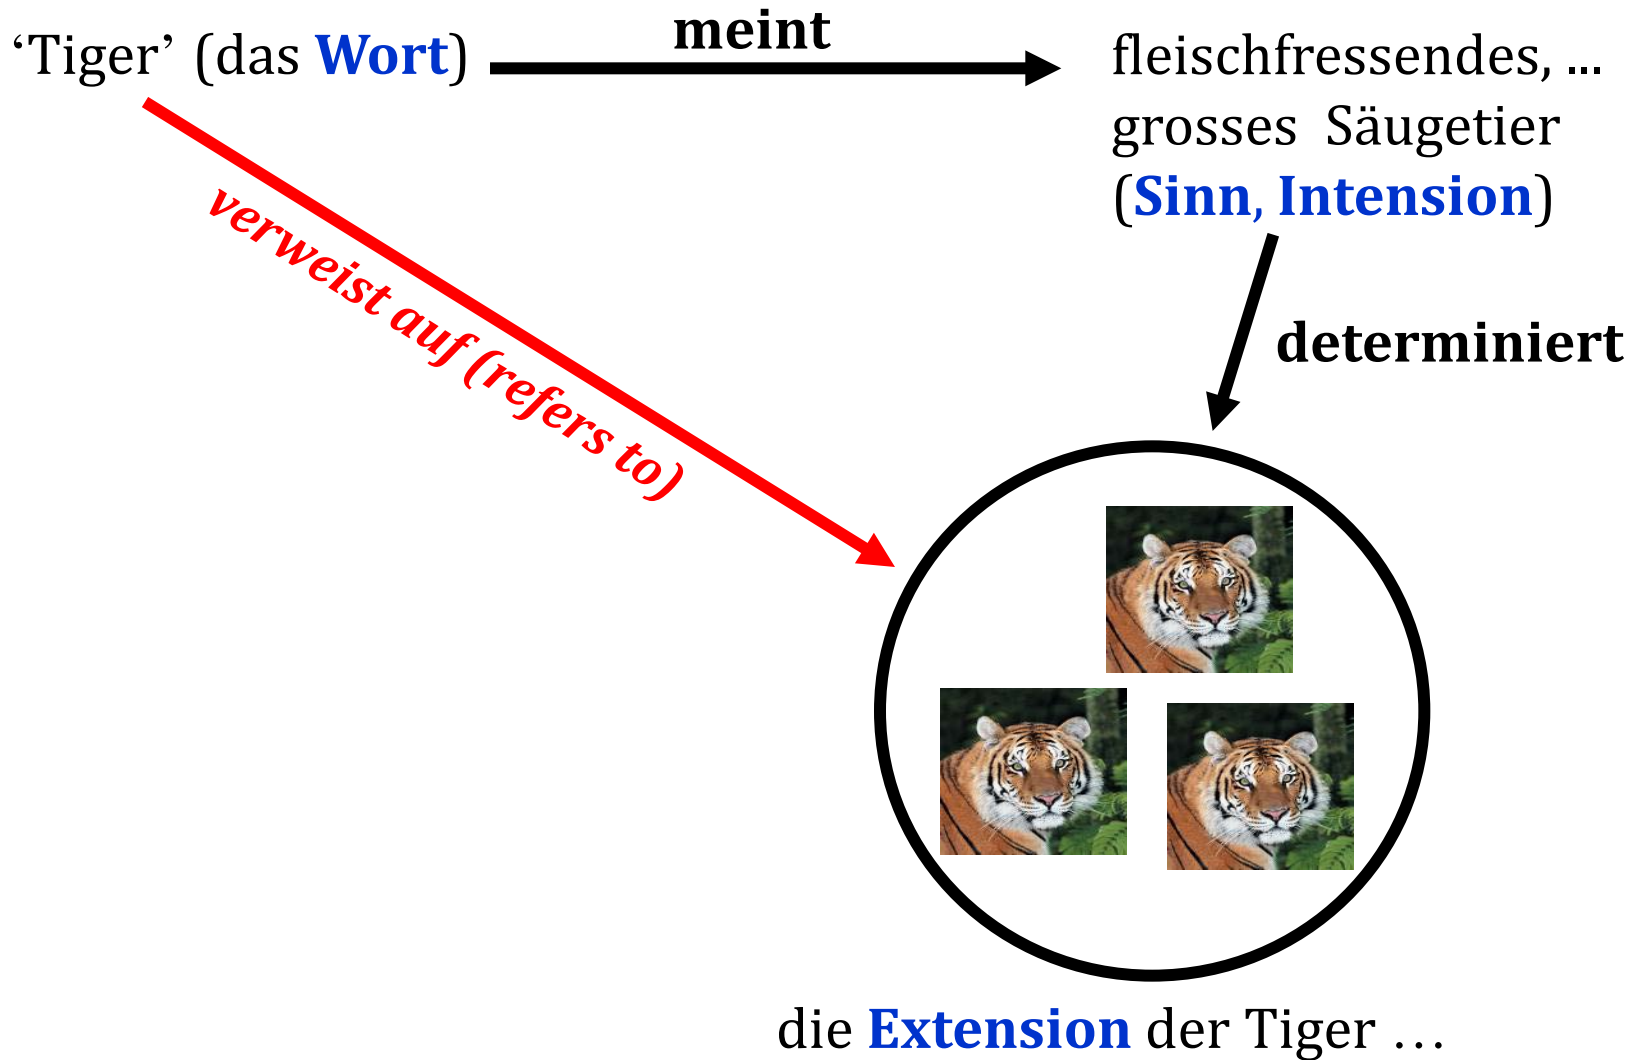 ‘Tiger’ (das Wort)
meint
fleischfressendes, ...
grosses Säugetier
(Sinn, Intension)
verweist auf (refers to)
determiniert
die Extension der Tiger …